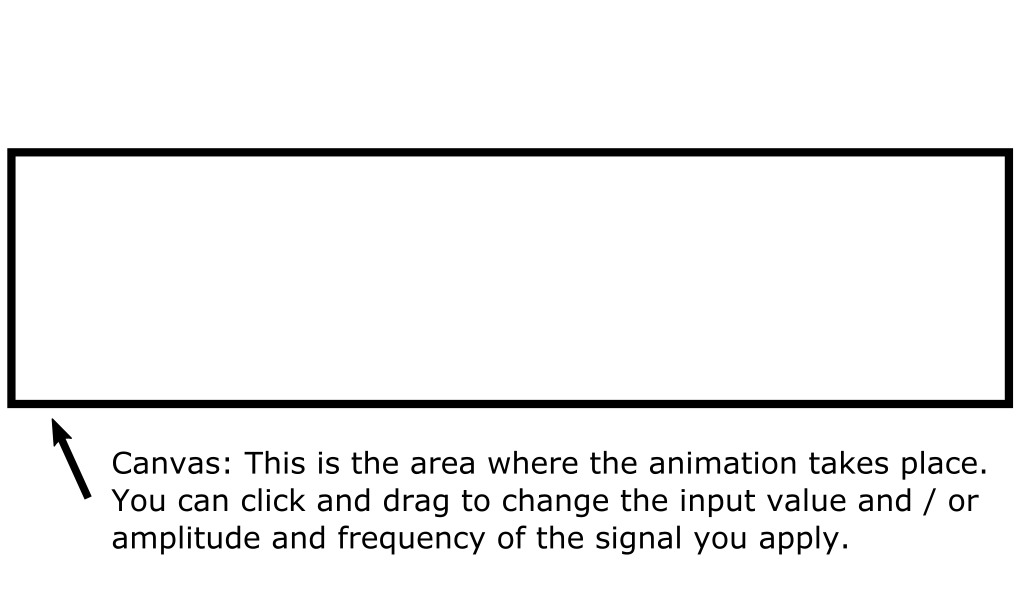 Canvas: This is the area where the animation takes place.
You can click and drag to change the input value and / or
amplitude and frequency of the signal you apply.